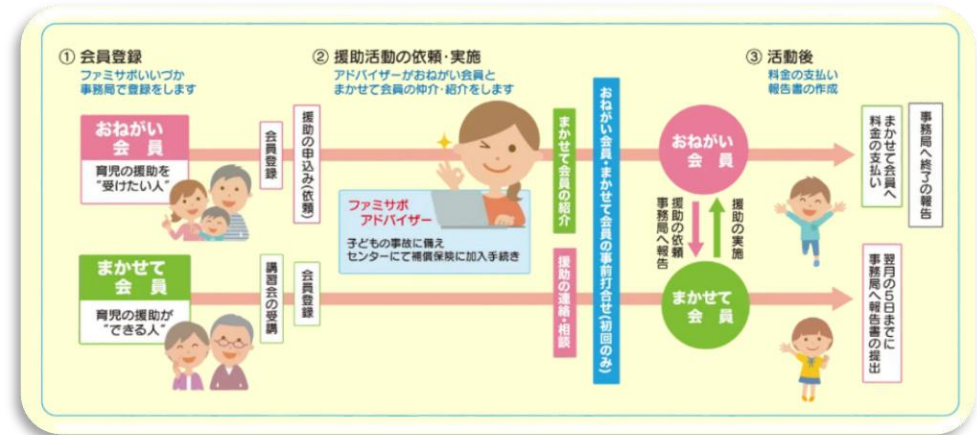 ① 会員登録
ファミサポいいづか
事務局で登録をします
おねがい
会 員
育児の援助を
“受けたい人”
会員登録
援助の申込み(依頼)
まかせて
会 員
育児の援助が
“できる人”
講習会の受講
会員登録
② 援助活動の依頼・実施
アドバイザーがおねがい会員と
まかせて会員の仲介・紹介をします
ファミサポ
アドバイザー
子どもの事故に備え
センターにて補償保険に加入手続き
まかせて会員の紹介
援助の連絡・相談
おねがい会員・まかせて会員の事前打合せ(初回のみ)
おねがい
会 員
援助の依頼
事務局へ報告
援助の実施
まかせて
会 員
③ 活動後
料金の支払い
報告書の作成
まかせて会員へ
料金の支払い
事務局へ終了の報告
翌月の5日までに
事務局へ報告書の提出